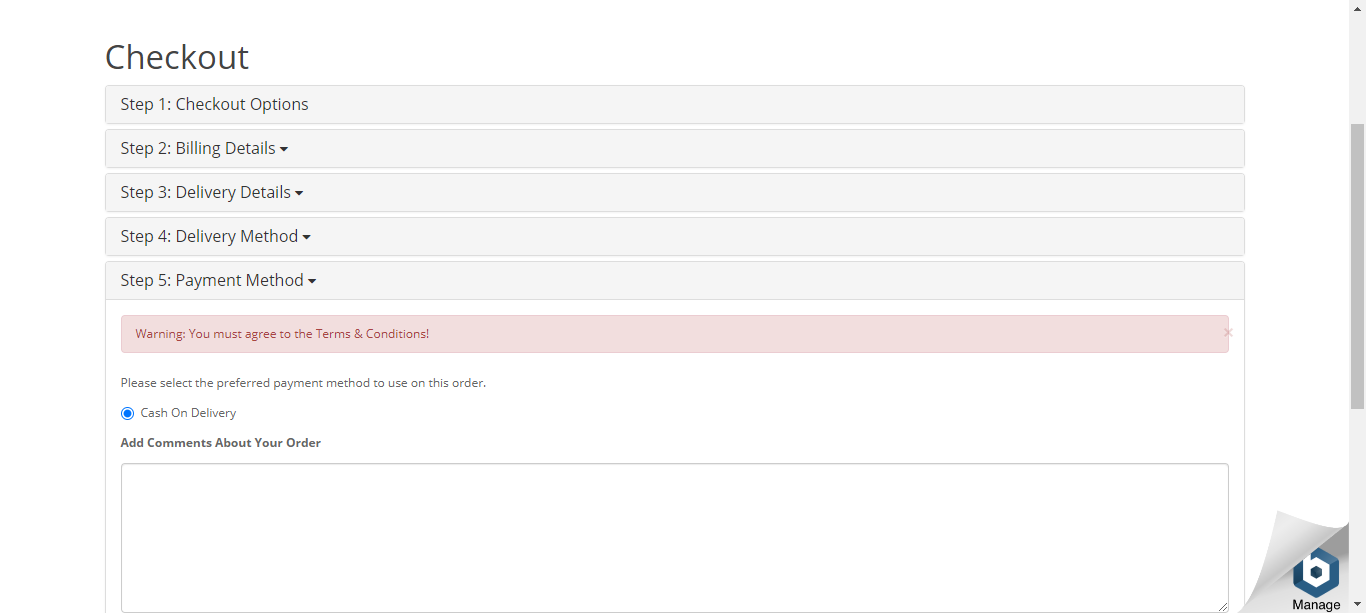 Checkout
Step 1: Checkout Options
Step 2: Billing Details
Step 3: Delivery Details
Step 4: Delivery Method
Step 5: Payment Method
Warning: You must agree to the Terms & Conditions!
×
Please select the preferred payment method to use on this order.
Cash On Delivery
Add Comments About Your Order
Manage